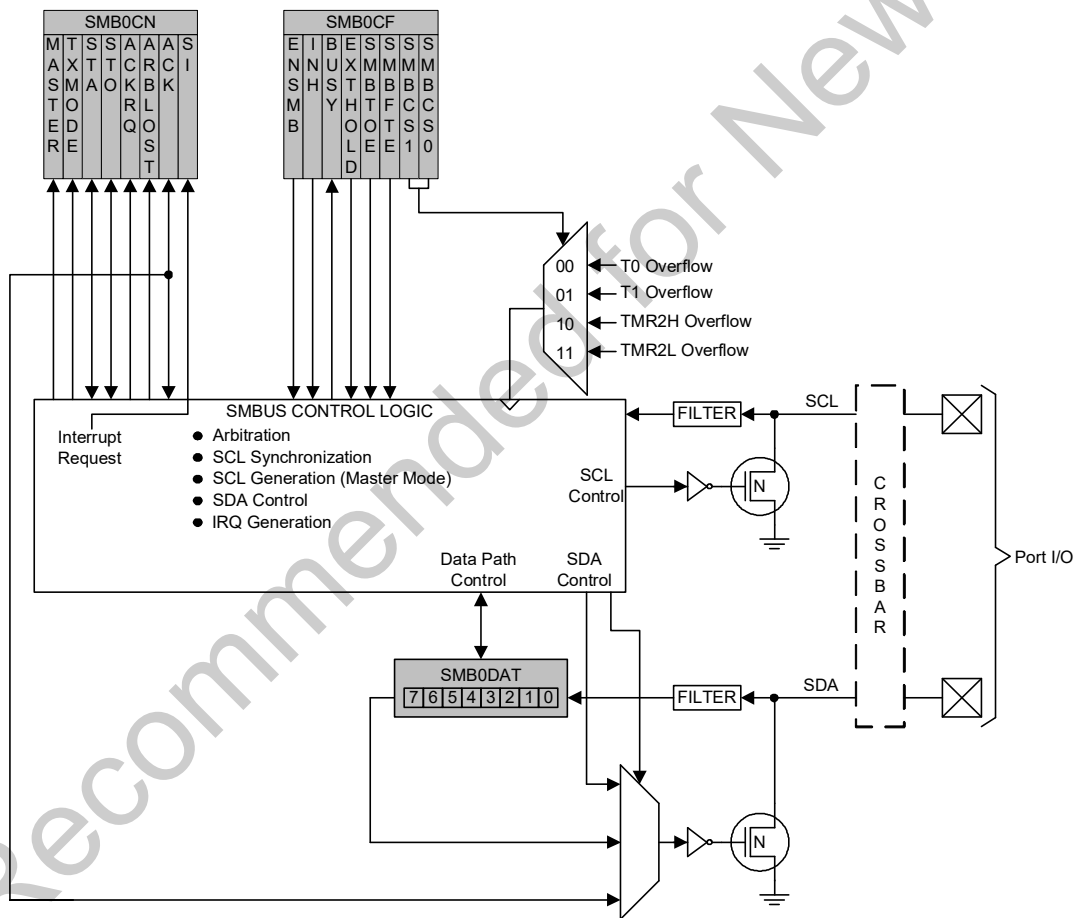 SMB0CN
MASTER
TXMODE
STA
STO
ACKRQ
ARBLOST
ACK
SI
SMB0CF
ENSMB
INH
BUSY
EXTHOLD
SMBTOE
SMBFTE
SMBCS1
SMBCS0
00 T0 Overflow
01 T1 Overflow
10 TMR2H Overflow
11 TMR2L Overflow
SMBUS CONTROL LOGIC
Interrupt
Request
● Arbitration
● SCL Synchronization
● SCL Generation (Master Mode)
● SDA Control
● IRQ Generation
SCL
Control
Data Path
Control
SDA
Control
FILTER
SCL
N
CROSSBAR
Port I/O
SMB0DAT
7 6 5 4 3 2 1 0
FILTER
SDA
N
Recommended for New